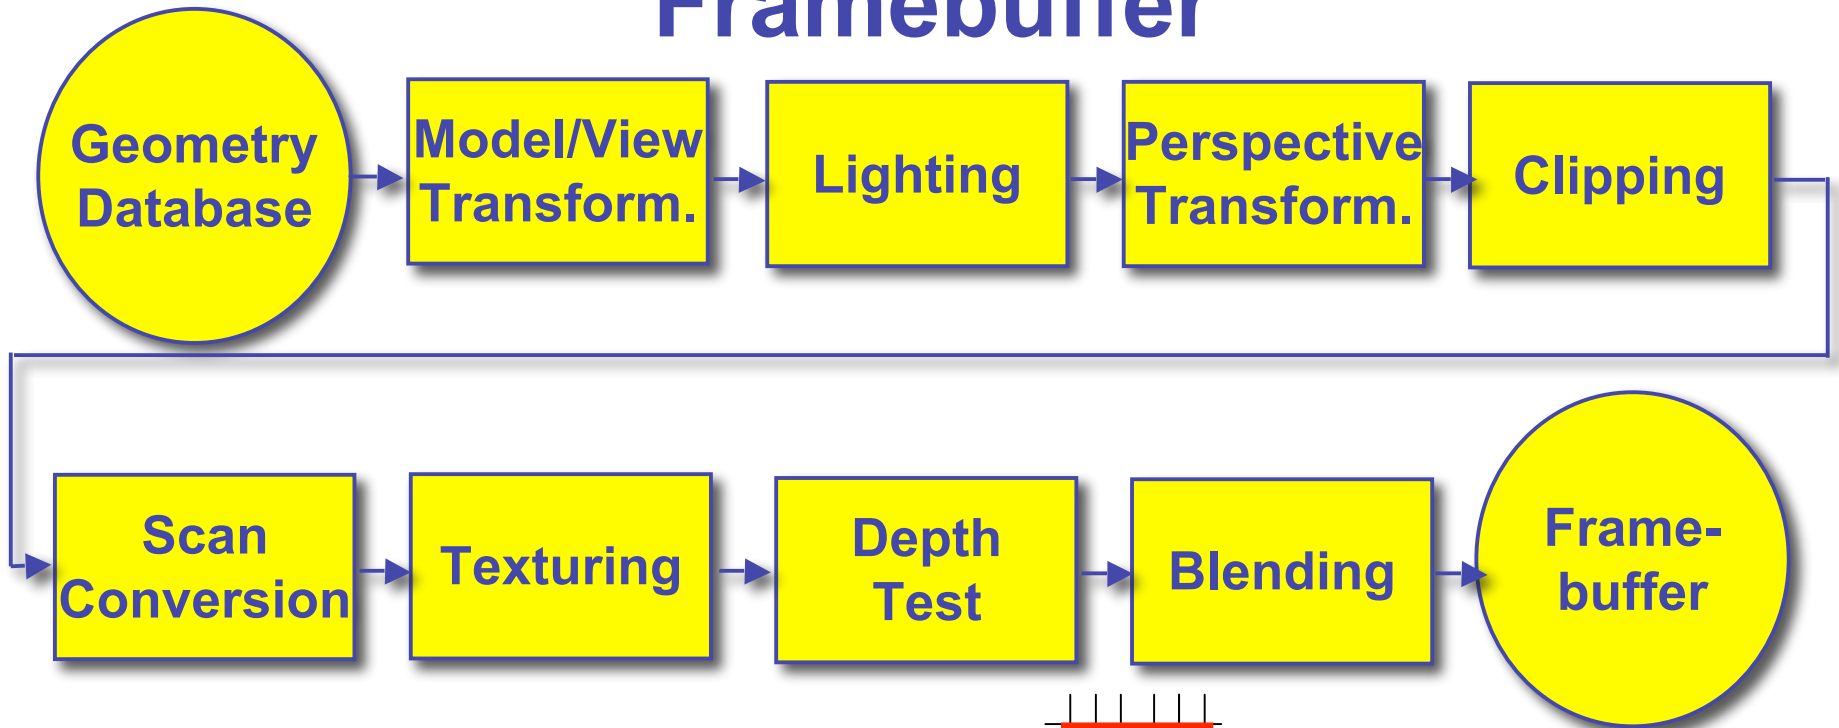 Framebuffer
Geometry
Database
Model/View
Transform.
Lighting
Perspective
Transform.
Clipping
Scan
Conversion
Texturing
Depth
Test
Blending
Frame-
buffer